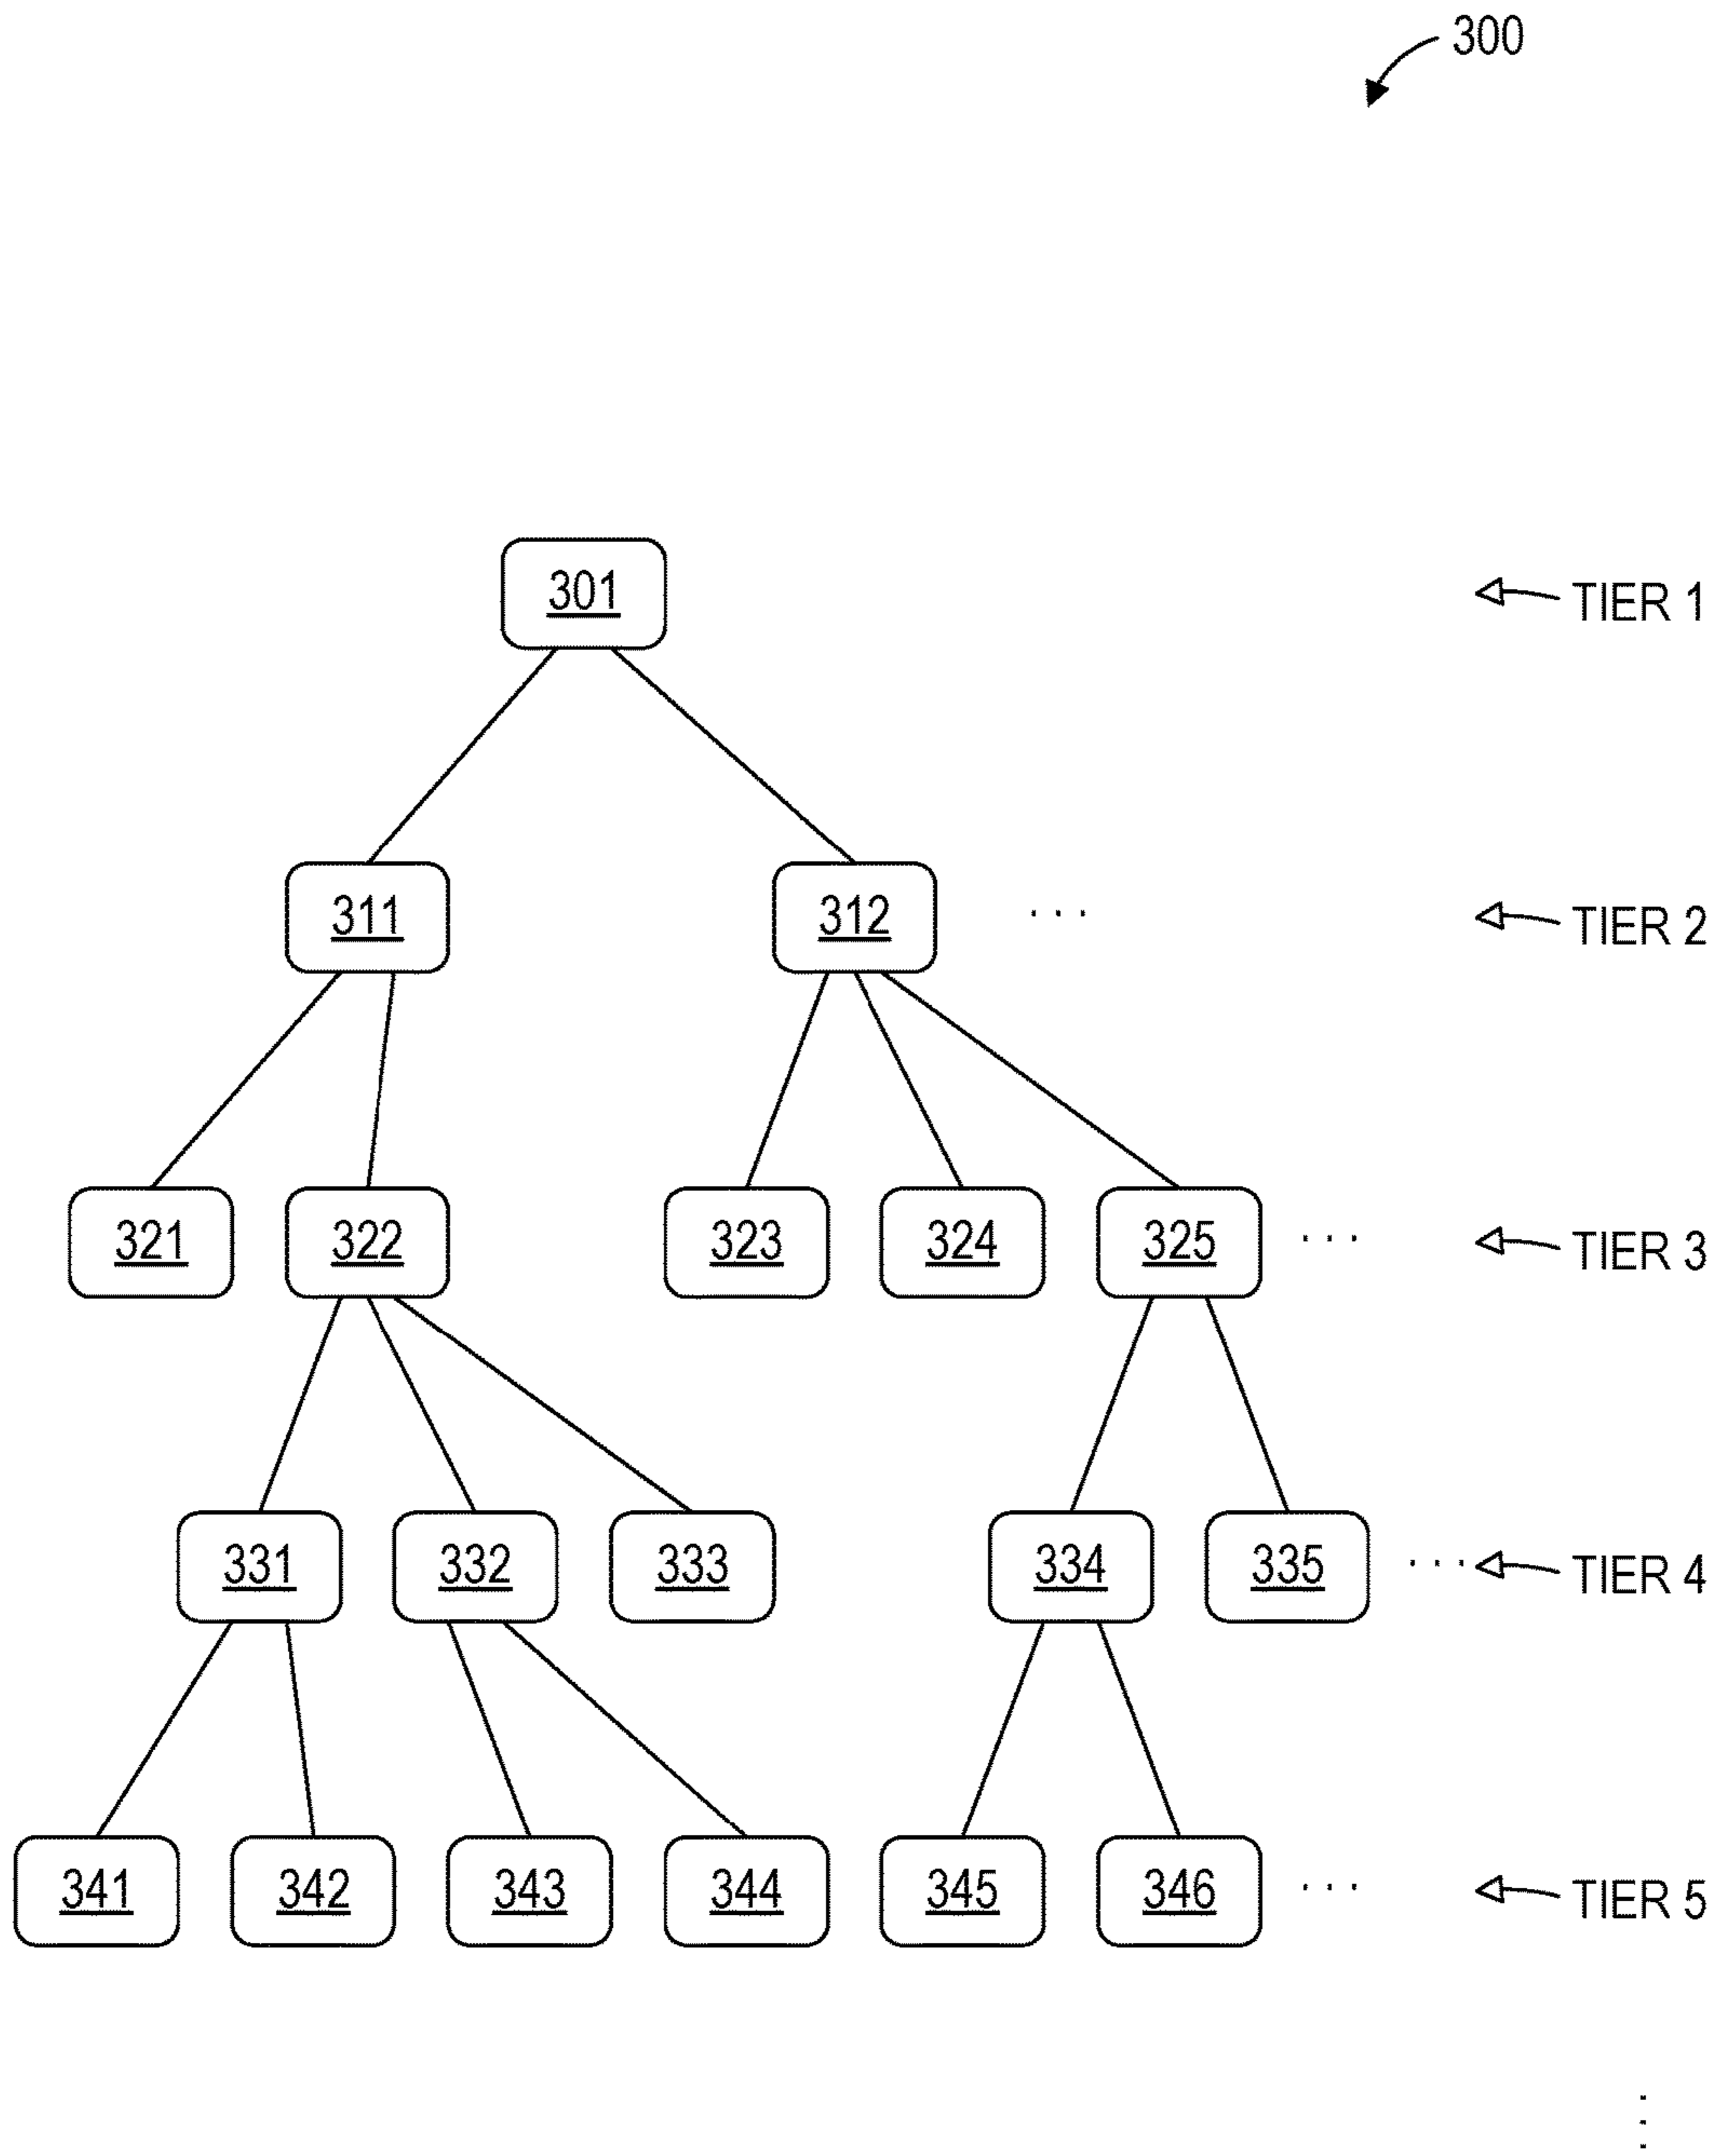 300
301
TIER 1
311
312
. . .
TIER 2
321
322
323
324
325
. . .
TIER 3
331
332
333
334
335
. . .
TIER 4
341
342
343
344
345
346
. . .
TIER 5